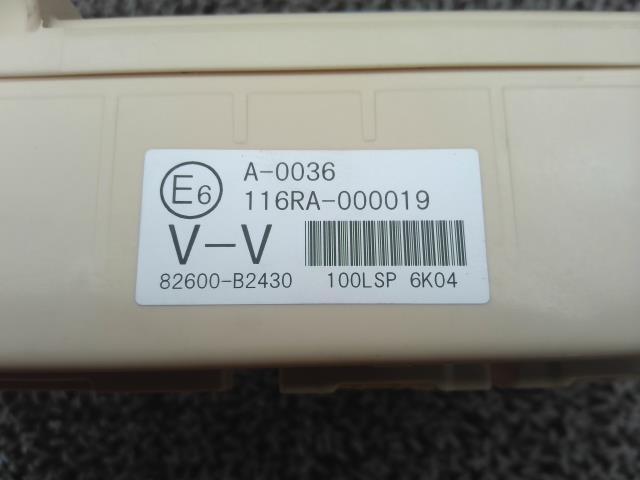 E6
A-0036
116RA-000019
V-V
82600-B2430
100LSP 6K04